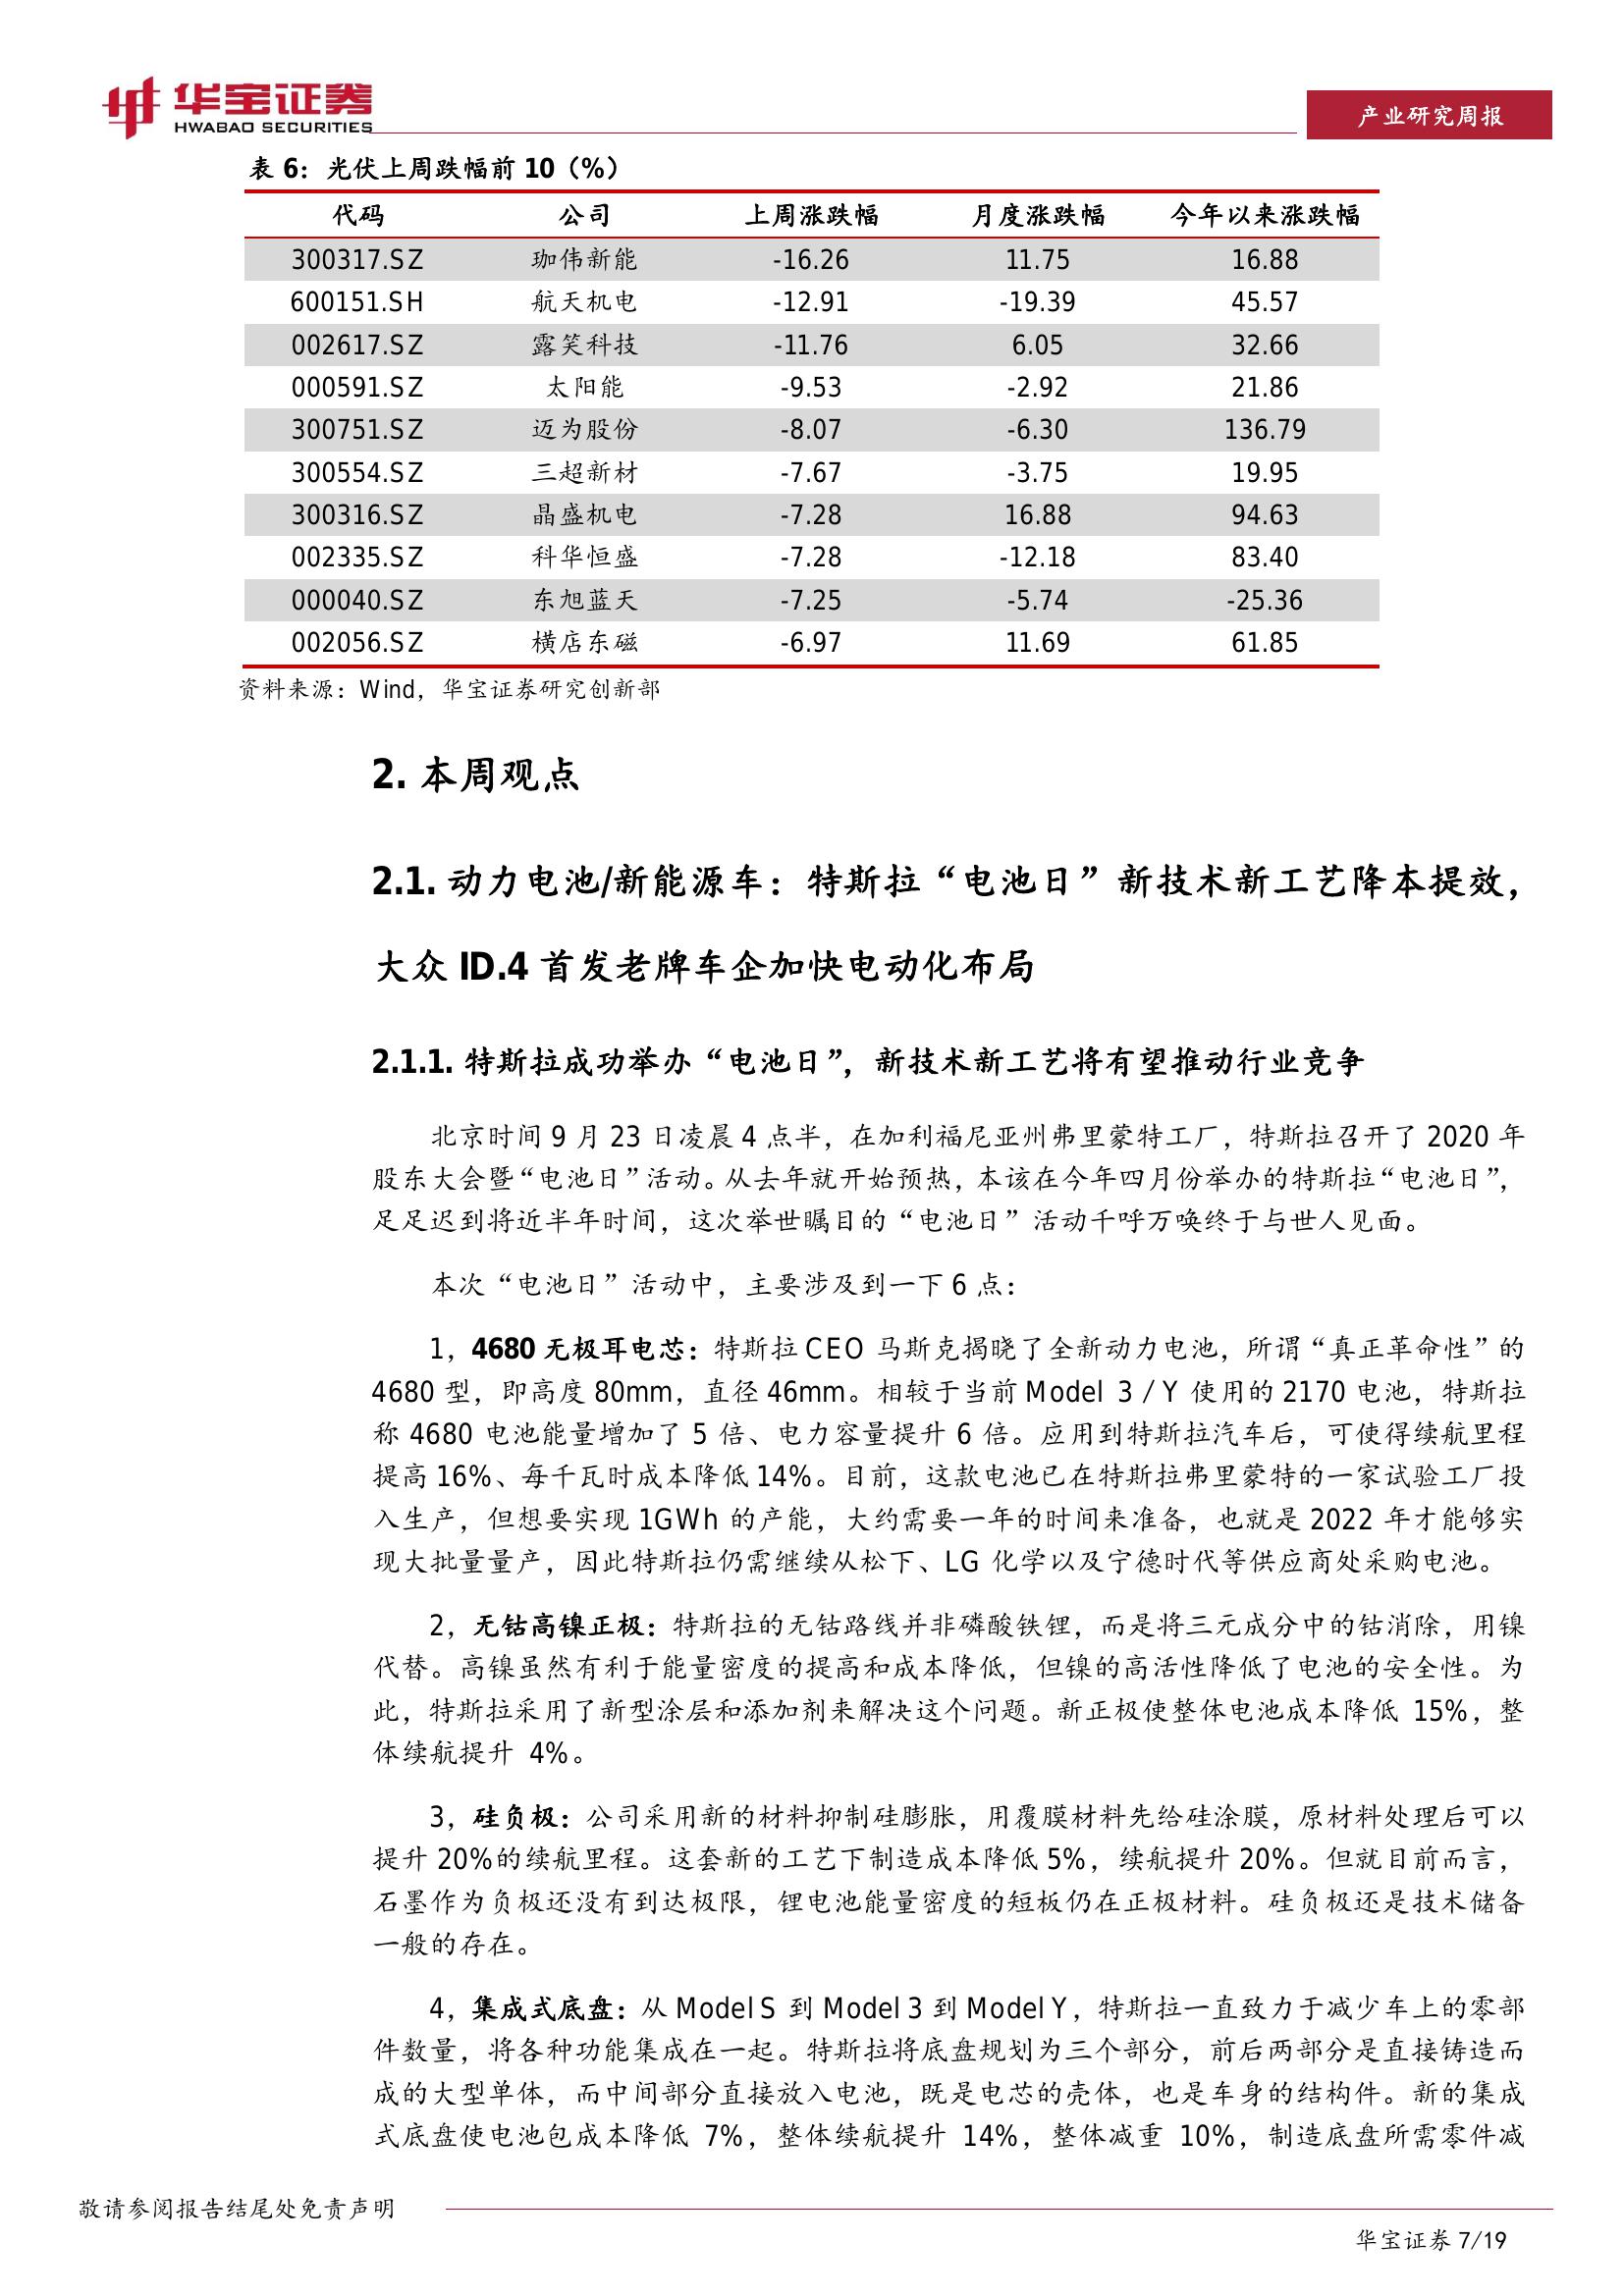 华宝证券
HWABAO SECURITIES
产业研究周报
表 6：光伏上周跌幅前 10（%）
代码 公司 上周涨跌幅 月度涨跌幅 今年以来涨跌幅
300317.SZ 珈伟新能 -16.26 11.75 16.88
600151.SH 航天机电 -12.91 -19.39 45.57
002617.SZ 露笑科技 -11.76 6.05 32.66
000591.SZ 太阳能 -9.53 -2.92 21.86
300751.SZ 迈为股份 -8.07 -6.30 136.79
300554.SZ 三超新材 -7.67 -3.75 19.95
300316.SZ 晶盛机电 -7.28 16.88 94.63
002335.SZ 科华恒盛 -7.28 -12.18 83.40
000040.SZ 东旭蓝天 -7.25 -5.74 -25.36
002056.SZ 横店东磁 -6.97 11.69 61.85
资料来源：Wind，华宝证券研究创新部
2. 本周观点
2.1. 动力电池/新能源车：特斯拉“电池日”新技术新工艺降本提效，
大众 ID.4 首发老牌车企加快电动化布局
2.1.1. 特斯拉成功举办“电池日”，新技术新工艺将有望推动行业竞争
北京时间 9 月 23 日凌晨 4 点半，在加利福尼亚州弗里蒙特工厂，特斯拉召开了 2020 年
股东大会暨“电池日”活动。从去年就开始预热，本该在今年四月份举办的特斯拉“电池日”，
足足迟到将近半年时间，这次举世瞩目的“电池日”活动千呼万唤终于与世人见面。
本次“电池日”活动中，主要涉及到一下 6 点：
1，4680 无极耳电芯：特斯拉 CEO 马斯克揭晓了全新动力电池，所谓“真正革命性”的
4680 型，即高度 80mm，直径 46mm。相较于当前 Model 3 / Y 使用的 2170 电池，特斯拉
称 4680 电池能量增加了 5 倍、电力容量提升 6 倍。应用到特斯拉汽车后，可使得续航里程
提高 16%、每千瓦时成本降低 14%。目前，这款电池已在特斯拉弗里蒙特的一家试验工厂投
入生产，但想要实现 1GWh 的产能，大约需要一年的时间来准备，也就是 2022 年才能够实
现大批量量产，因此特斯拉仍需继续从松下、LG 化学以及宁德时代等供应商处采购电池。
2，无钴高镍正极：特斯拉的无钴路线并非磷酸铁锂，而是将三元成分中的钴消除，用镍
代替。高镍虽然有利于能量密度的提高和成本降低，但镍的高活性降低了电池的安全性。为
此，特斯拉采用了新型涂层和添加剂来解决这个问题。新正极使整体电池成本降低 15%，整
体续航提升 4%。
3，硅负极：公司采用新的材料抑制硅膨胀，用覆膜材料先给硅涂膜，原材料处理后可以
提升 20%的续航里程。这套新的工艺下制造成本降低 5%，续航提升 20%。但就目前而言，
石墨作为负极还没有到达极限，锂电池能量密度的短板仍在正极材料。硅负极还是技术储备
一般的存在。
4，集成式底盘：从 Model S 到 Model 3 到 Model Y，特斯拉一直致力于减少车上的零部
件数量，将各种功能集成在一起。特斯拉将底盘规划为三个部分，前后两部分是直接铸造而
成的大型单体，而中间部分直接放入电池，既是电芯的壳体，也是车身的结构件。新的集成
式底盘使电池包成本降低 7%，整体续航提升 14%，整体减重 10%，制造底盘所需零件减
敬请参阅报告结尾处免责声明
华宝证券 7/19